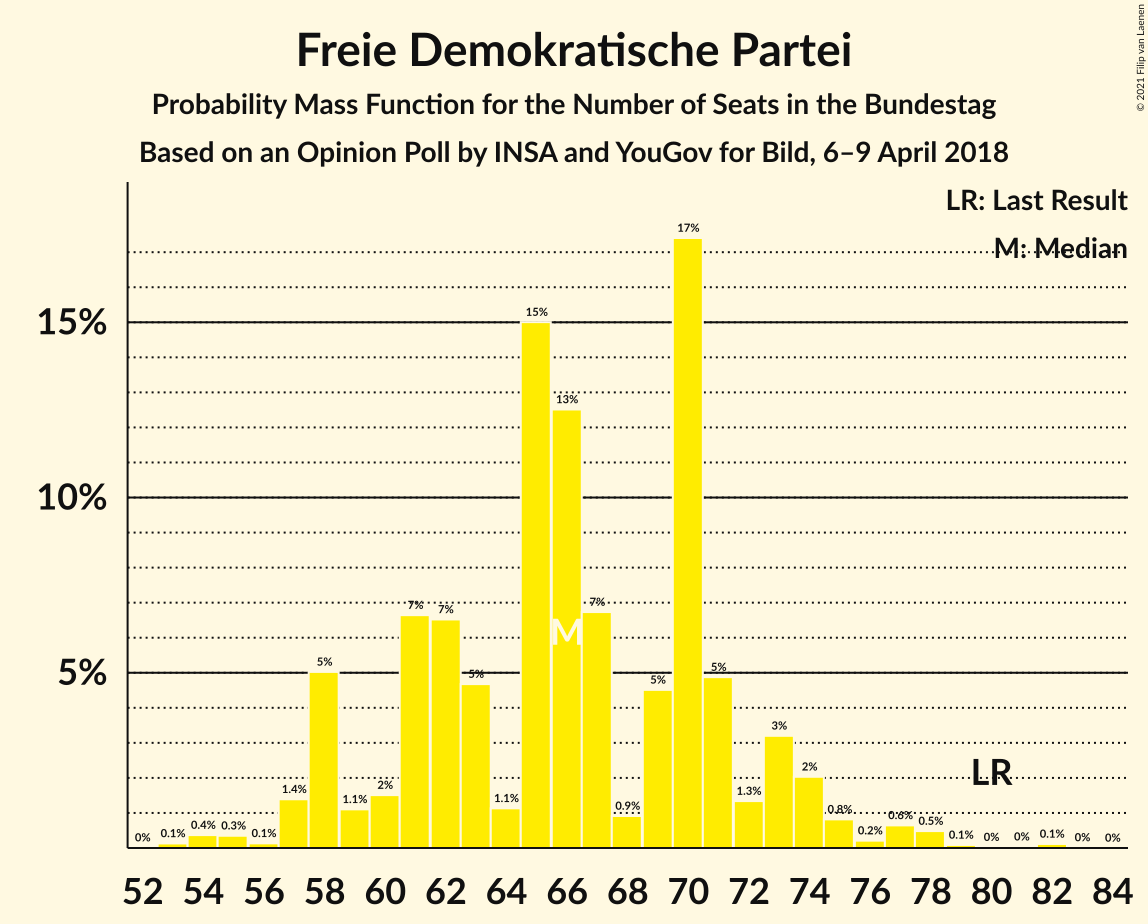 Freie Demokratische Partei
Probability Mass Function for the Number of Seats in the Bundestag
Based on an Opinion Poll by INSA and YouGov for Bild, 6–9 April 2018
© 2021 Filip van Laenen
LR: Last Result
M: Median
15%
10%
5%
0% 0.1% 0.4% 0.3% 0.1% 1.4% 5% 1.1% 2% 7% 7% 5% 1.1% 15% 13% 7% 0.9% 5% 17% 5% 1.3% 3% 2% 0.8% 0.2% 0.6% 0.5% 0.1% 0% 0% 0.1% 0% 0%
M
LR
52 54 56 58 60 62 64 66 68 70 72 74 76 78 80 82 84